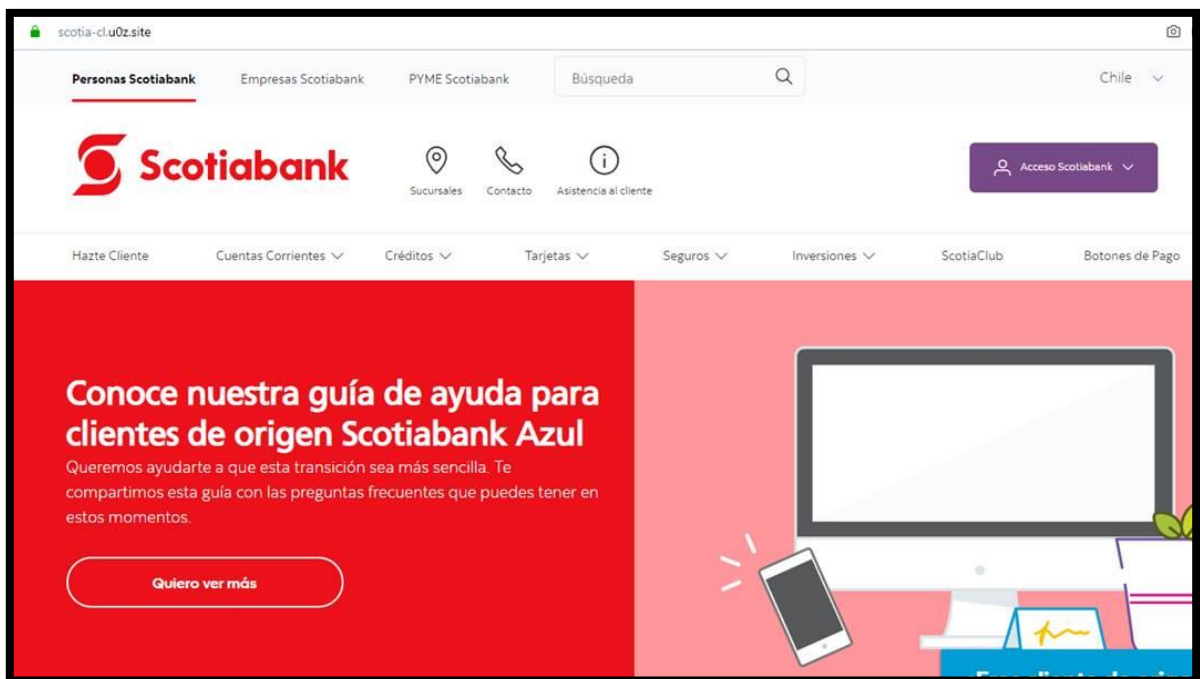 scotia-cl.u0z.site
Personas Scotiabank Empresas Scotiabank PYME Scotiabank Búsqueda Chile
Scotiabank
Sucursales Contacto Asistencia al cliente
Acceso Scotiabank
Hazte Cliente Cuentas Corrientes Créditos Tarjetas Seguros Inversiones ScotiaClub Botones de Pago
Conoce nuestra guía de ayuda para
clientes de origen Scotiabank Azul
Queremos ayudarte a que esta transición sea más sencilla. Te
compartimos esta guía con las preguntas frecuentes que puedes tener en
estos momentos.
Quiero ver más